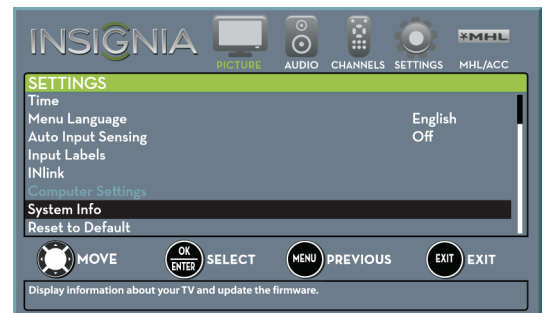 INSIGNIA
PICTURE AUDIO CHANNELS SETTINGS MHL/ACC
MHL
SETTINGS
Time
Menu Language English
Auto Input Sensing Off
Input Labels
INlink
Computer Settings
System Info
Reset to Default
MOVE OK ENTER SELECT MENU PREVIOUS EXIT EXIT
Display information about your TV and update the firmware.